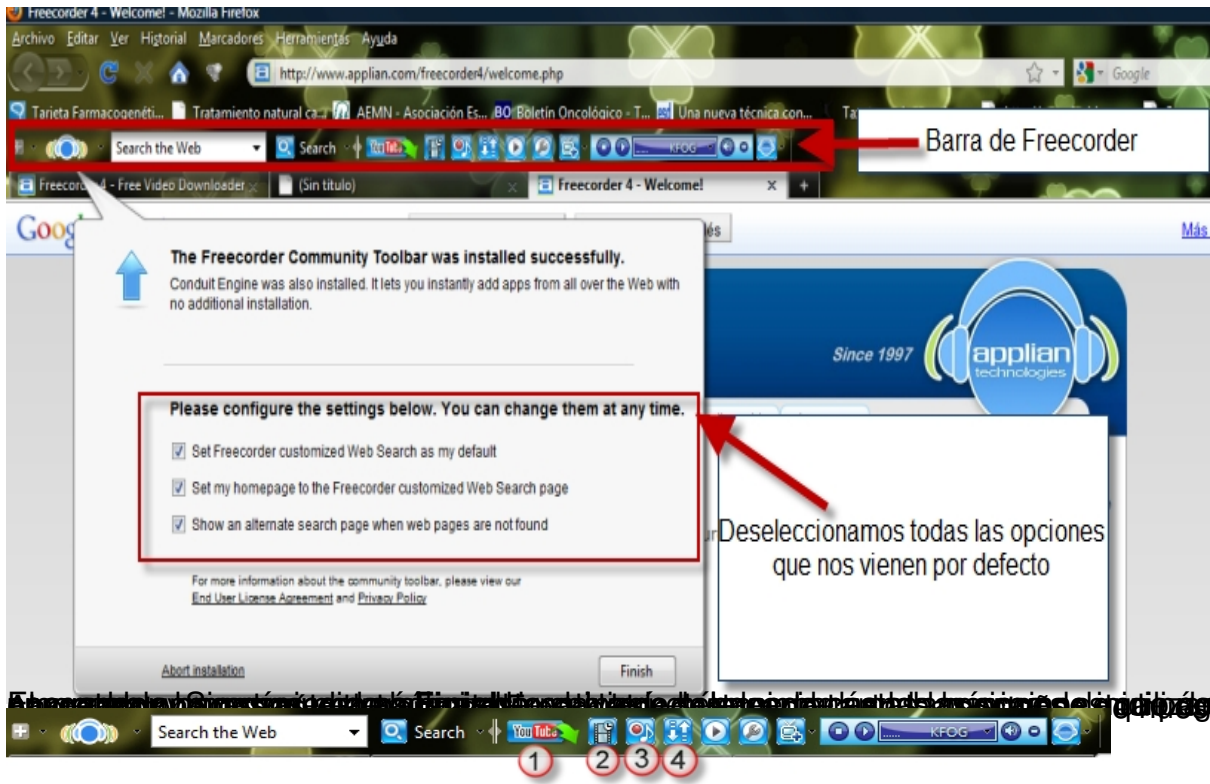 Freecorder 4 - Welcome! - Mozilla Firefox
Archivo Editar Ver Historial Marcadores Herramientas Ayuda
http://www.applian.com/freecorder4/welcome.php
Google
Tarjeta Farmacogenéti... Tratamiento natural ca... AEMN - Asociación Es... BO Boletín Oncológico - T... Una nueva técnica con...
Barra de Freecorder
Search the Web Search YouTube KFOG
Freecorder 4 - Free Video Downloader (Sin título) Freecorder 4 - Welcome!
Más
The Freecorder Community Toolbar was installed successfully.
Conduit Engine was also installed. It lets you instantly add apps from all over the Web with
no additional installation.
Since 1997
applian
technologies
Please configure the settings below. You can change them at any time.
Set Freecorder customized Web Search as my default
Set my homepage to the Freecorder customized Web Search page
Show an alternate search page when web pages are not found
Deseleccionamos todas las opciones
que nos vienen por defecto
For more information about the community toolbar, please view our
End User License Agreement and Privacy Policy
Abort installation
Finish
Search the Web Search YouTube KFOG
1 2 3 4